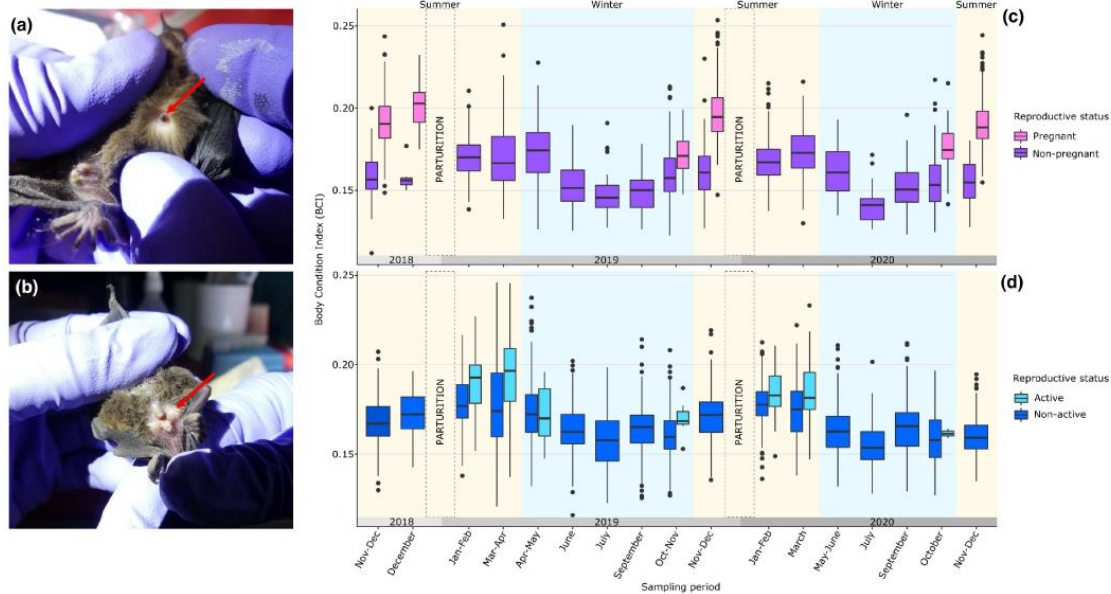 (a)
(b)
Summer Winter Summer Winter Summer
(c)
0.25
0.20
0.15
PARTURITION
PARTURITION
Reproductive status
Pregnant
Non-pregnant
2018 2019 2020
Body Condition Index (BCI)
(d)
0.25
0.20
0.15
PARTURITION
PARTURITION
Reproductive status
Active
Non-active
2018 2019 2020
Nov-Dec December Jan-Feb Mar-Apr Apr-May June July September Oct-Nov Nov-Dec Jan-Feb March May-June July September October Nov-Dec
Sampling period